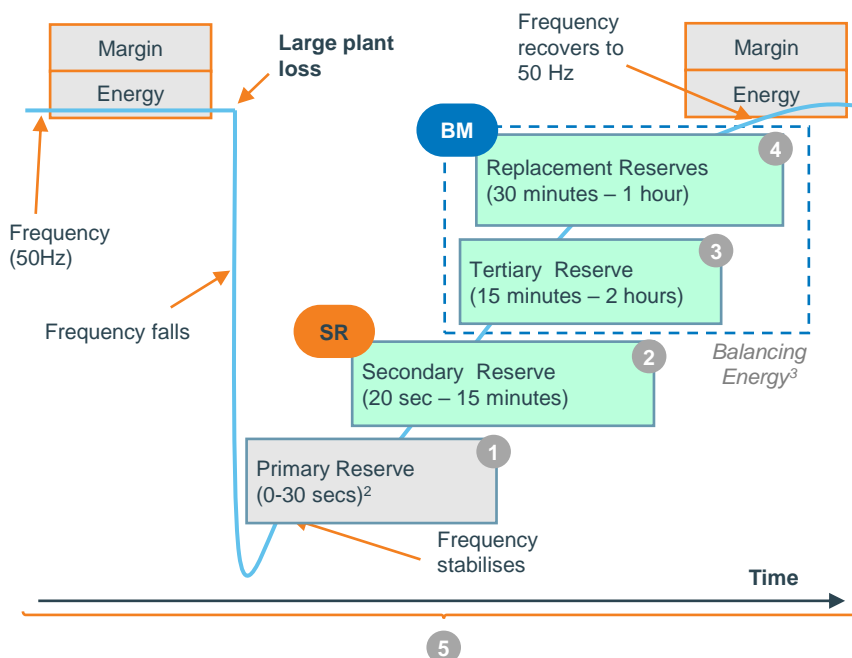 Margin
Energy
Large plant
loss
Frequency
recovers to
50 Hz
Margin
Energy
BM
4
Replacement Reserves
(30 minutes – 1 hour)
Frequency
(50Hz)
3
Tertiary Reserve
(15 minutes – 2 hours)
Frequency falls
SR
2
Secondary Reserve
(20 sec – 15 minutes)
Balancing
Energy³
1
Primary Reserve
(0-30 secs)²
Frequency
stabilises
Time
5